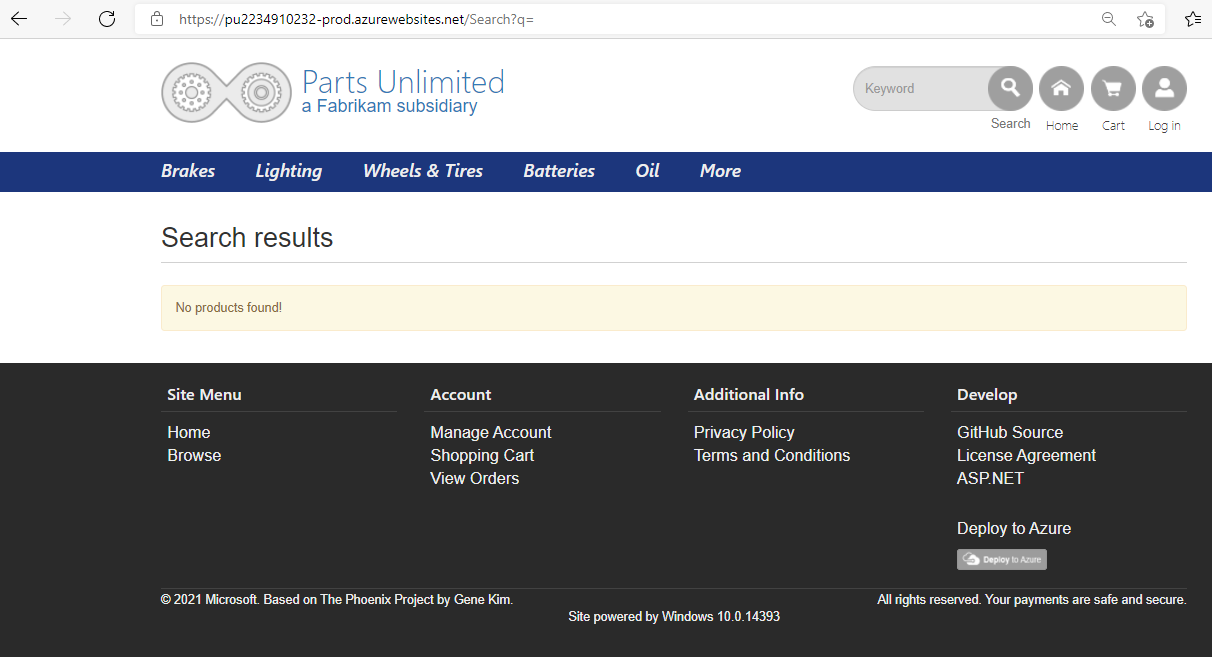 https://pu2234910232-prod.azurewebsites.net/Search?q=
Parts Unlimited
a Fabrikam subsidiary
Keyword
Search
Home
Cart
Log in
Brakes
Lighting
Wheels & Tires
Batteries
Oil
More
Search results
No products found!
Site Menu
Home
Browse
Account
Manage Account
Shopping Cart
View Orders
Additional Info
Privacy Policy
Terms and Conditions
Develop
GitHub Source
License Agreement
ASP.NET
Deploy to Azure
Deploy to Azure
© 2021 Microsoft. Based on The Phoenix Project by Gene Kim.
All rights reserved. Your payments are safe and secure.
Site powered by Windows 10.0.14393